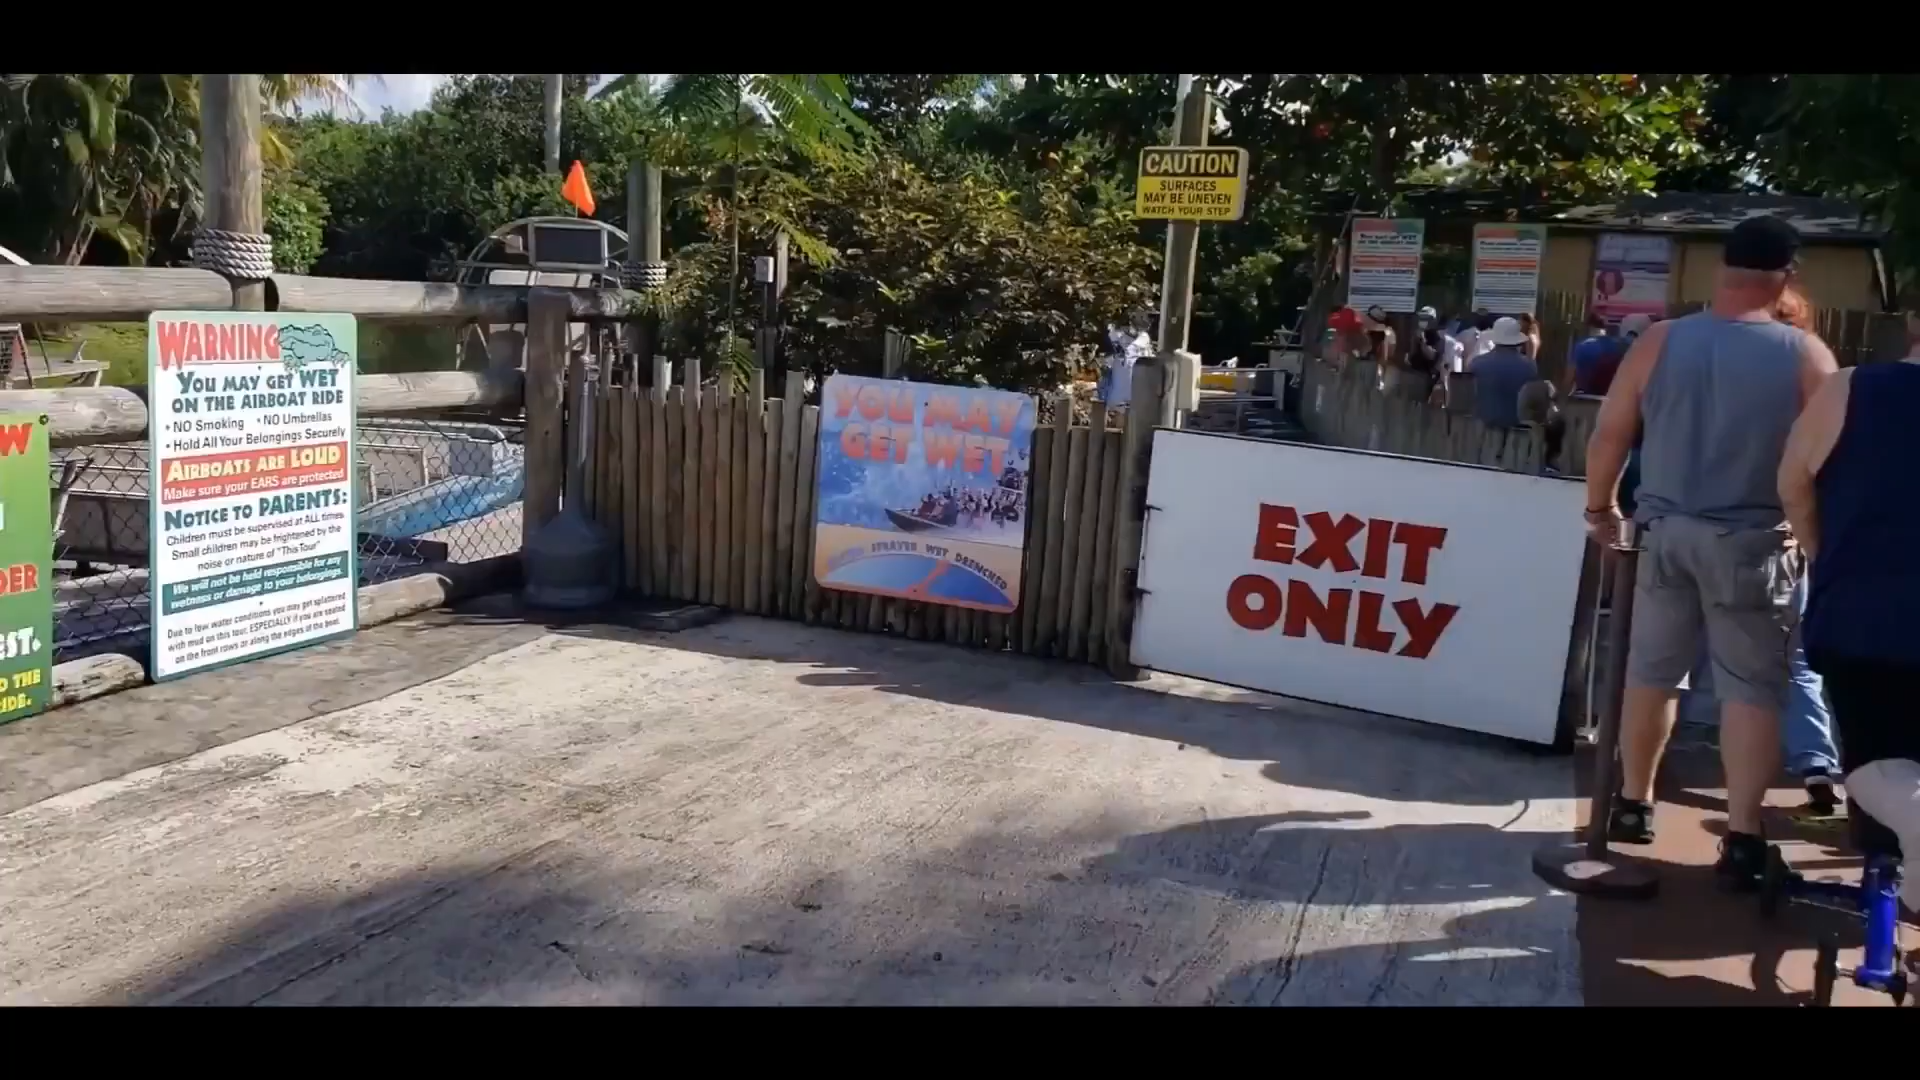 W
DER
EST.
O THE
RIDE.
WARNING
YOU MAY GET WET
ON THE AIRBOAT RIDE
• NO Smoking • NO Umbrellas
• Hold All Your Belongings Securely
AIRBOATS ARE LOUD
Make sure your EARS are protected
NOTICE TO PARENTS:
Children must be supervised at ALL times
Small children may be frightened by the
noise or nature of "This Tour"
We will not be held responsible for any
wetness or damage to your belongings.
Due to low water conditions you may get splattered
with mud on this tour, ESPECIALLY if you are seated
on the front rows or along the edges of the boat.
YOU MAY
GET WET
SPRAYED WET DRENCHED
CAUTION
SURFACES
MAY BE UNEVEN
WATCH YOUR STEP
EXIT
ONLY